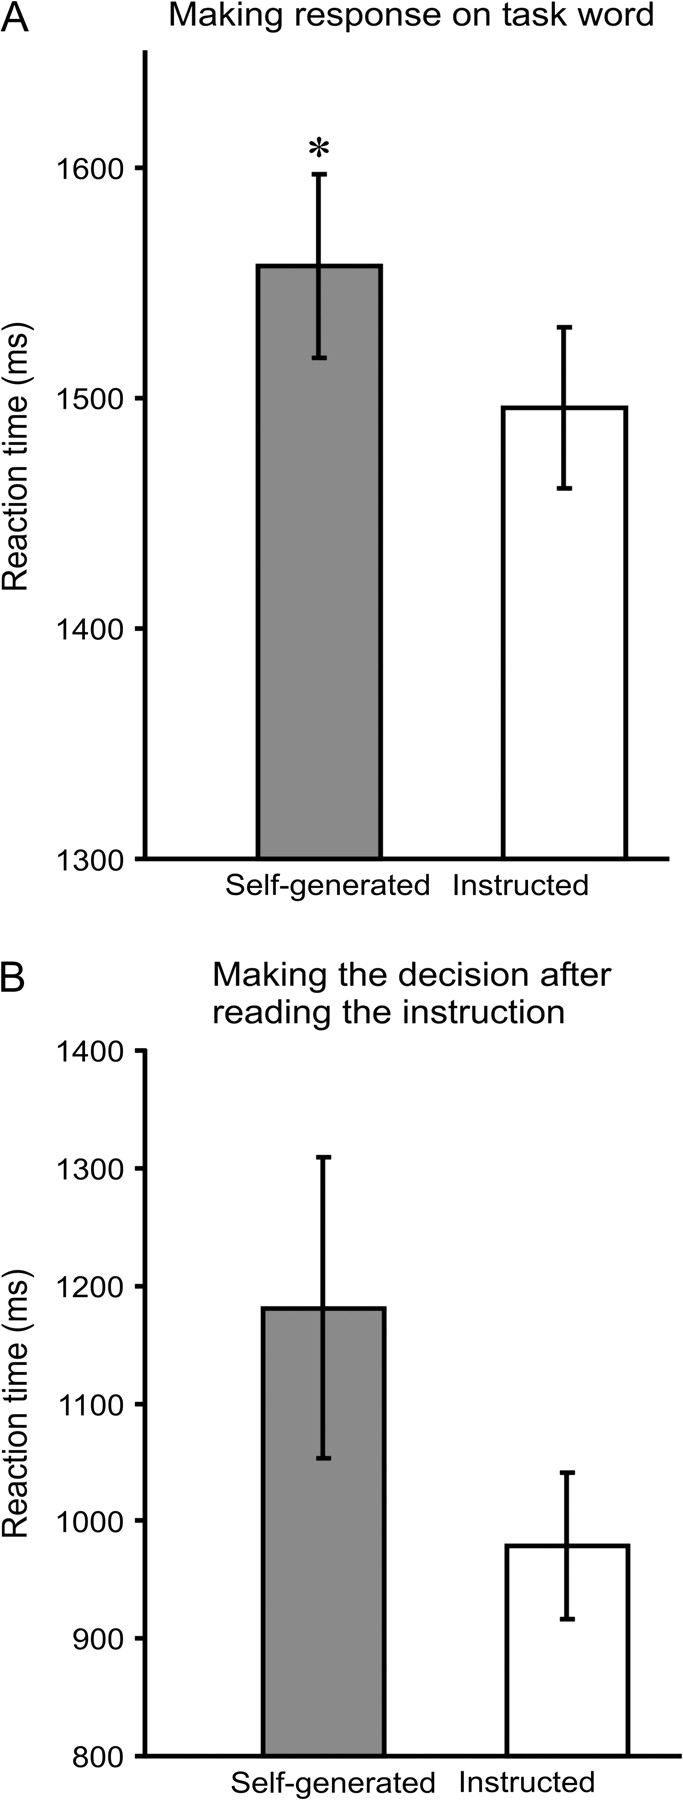 A
Making response on task word
*
1600
1500
1400
1300
Reaction time (ms)
Self-generated Instructed
B
Making the decision after
reading the instruction
1400
1300
1200
1100
1000
900
800
Reaction time (ms)
Self-generated Instructed